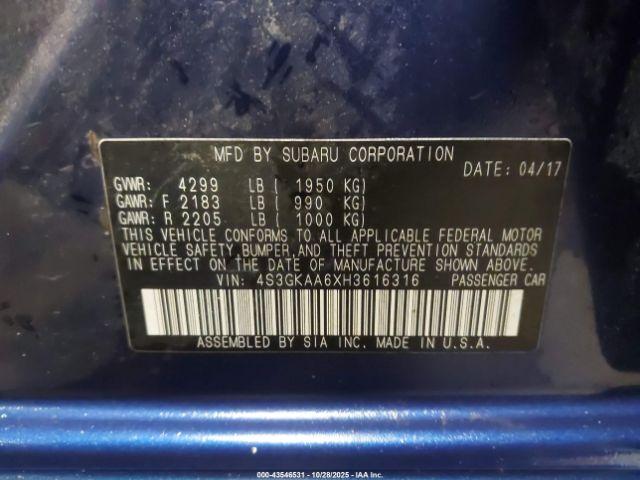 MFD BY SUBARU CORPORATION
DATE: 04/17
GVWR: 4299 LB ( 1950 KG)
GAWR: F 2183 LB ( 990 KG)
GAWR: R 2205 LB ( 1000 KG)
THIS VEHICLE CONFORMS TO ALL APPLICABLE FEDERAL MOTOR
VEHICLE SAFETY, BUMPER, AND THEFT PREVENTION STANDARDS
IN EFFECT ON THE DATE OF MANUFACTURE SHOWN ABOVE.
VIN: 4S3GKAA6XH3616316 PASSENGER CAR
ASSEMBLED BY SIA INC. MADE IN U.S.A.
000-43546531 - 10/28/2025 - IAA Inc.